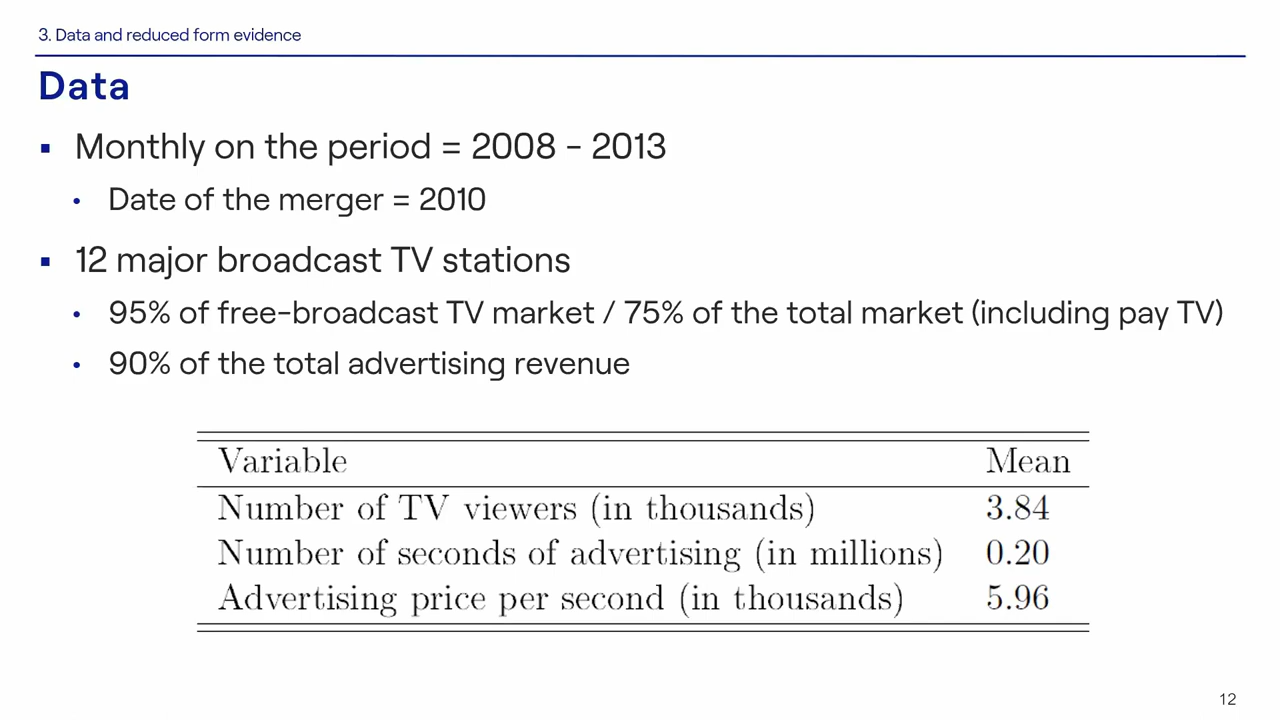 3. Data and reduced form evidence
Data
▪ Monthly on the period = 2008 - 2013
• Date of the merger = 2010
▪ 12 major broadcast TV stations
• 95% of free-broadcast TV market / 75% of the total market (including pay TV)
• 90% of the total advertising revenue
Variable Mean
Number of TV viewers (in thousands) 3.84
Number of seconds of advertising (in millions) 0.20
Advertising price per second (in thousands) 5.96
12